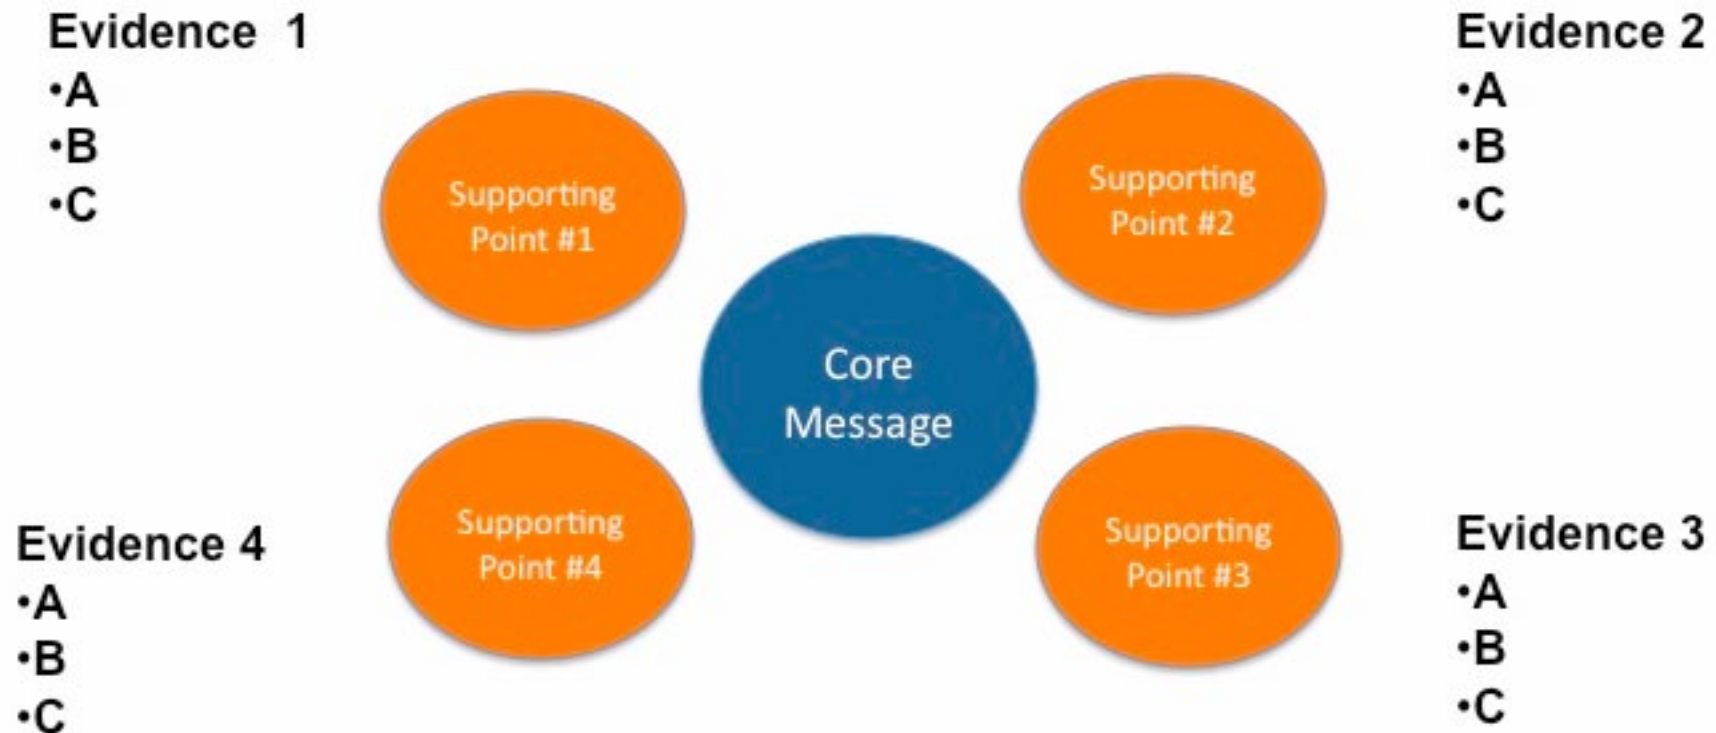 Evidence 1
•A
•B
•C
Supporting
Point #1
Evidence 2
•A
•B
•C
Supporting
Point #2
Core
Message
Evidence 4
•A
•B
•C
Supporting
Point #4
Evidence 3
•A
•B
•C
Supporting
Point #3